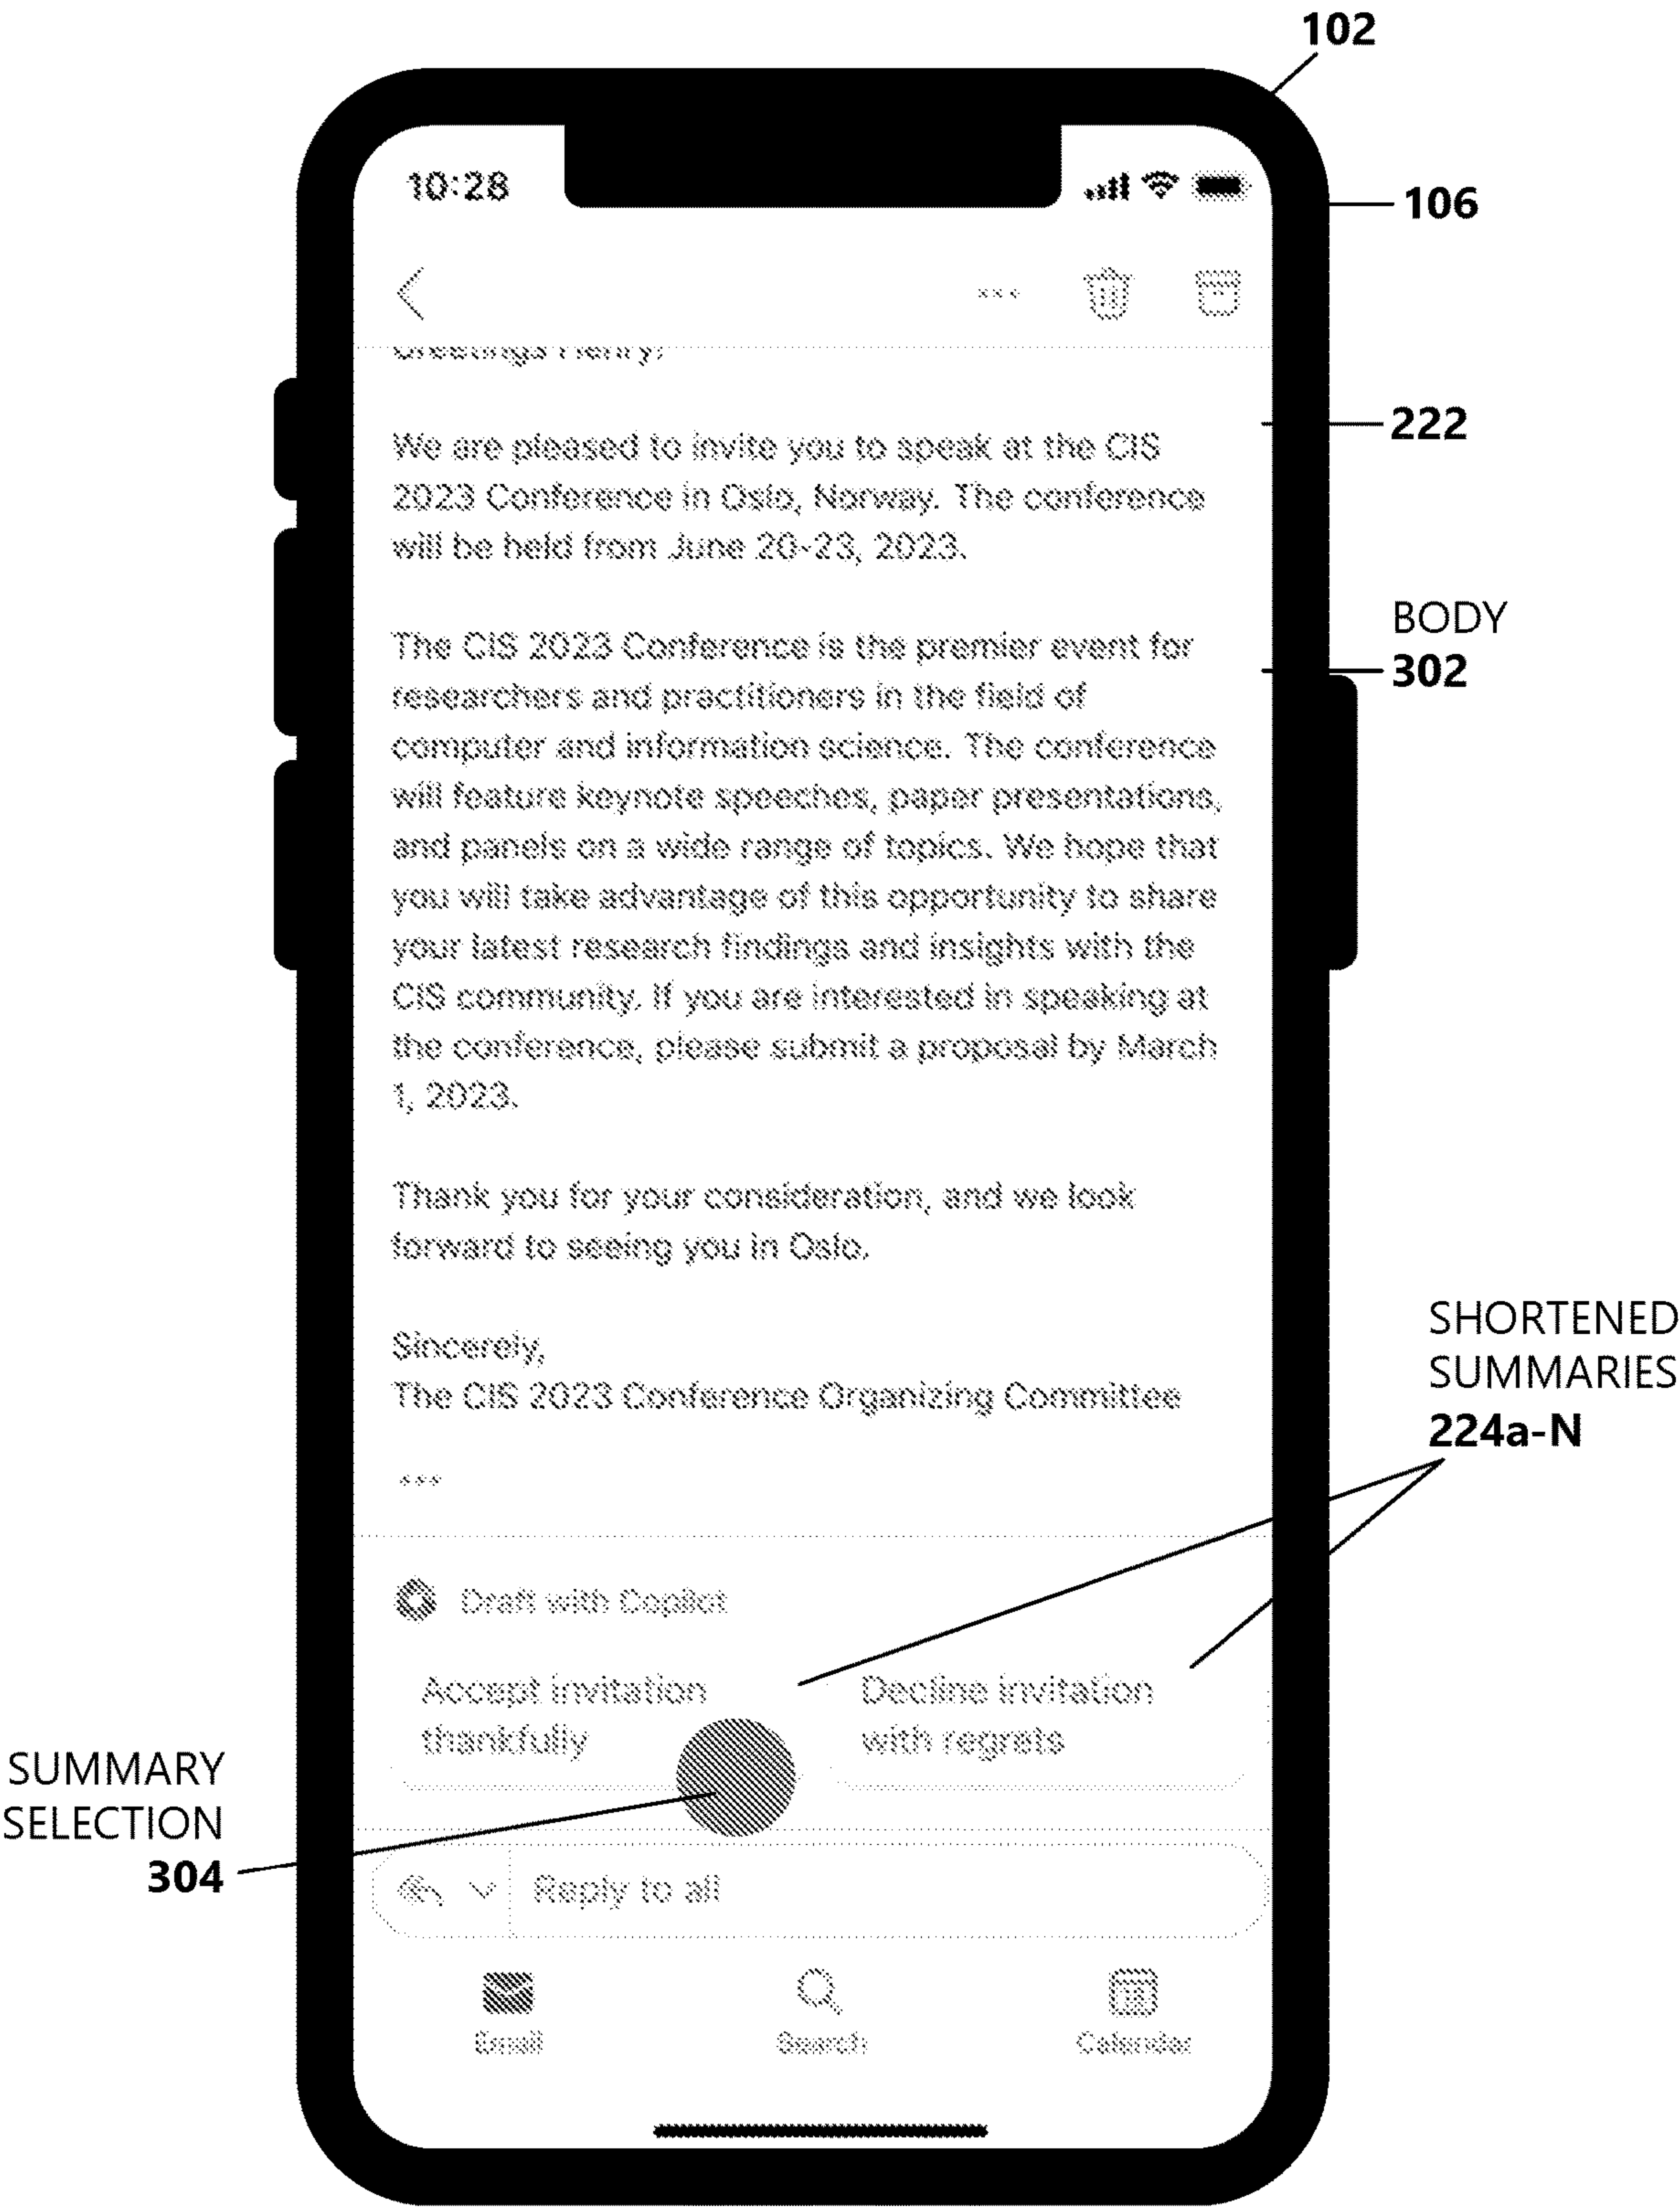 102
10:28
106
Greetings Henry,
222
We are pleased to invite you to speak at the CIS
2023 Conference in Oslo, Norway. The conference
will be held from June 20-23, 2023.
BODY
302
The CIS 2023 Conference is the premier event for
researchers and practitioners in the field of
computer and information science. The conference
will feature keynote speeches, paper presentations,
and panels on a wide range of topics. We hope that
you will take advantage of this opportunity to share
your latest research findings and insights with the
CIS community. If you are interested in speaking at
the conference, please submit a proposal by March
1, 2023.
Thank you for your consideration, and we look
forward to seeing you in Oslo.
Sincerely,
The CIS 2023 Conference Organizing Committee
SHORTENED
SUMMARIES
224a-N
Draft with Copilot
Accept invitation
thankfully
Decline invitation
with regrets
SUMMARY
SELECTION
304
Reply to all
Email
Search
Calendar